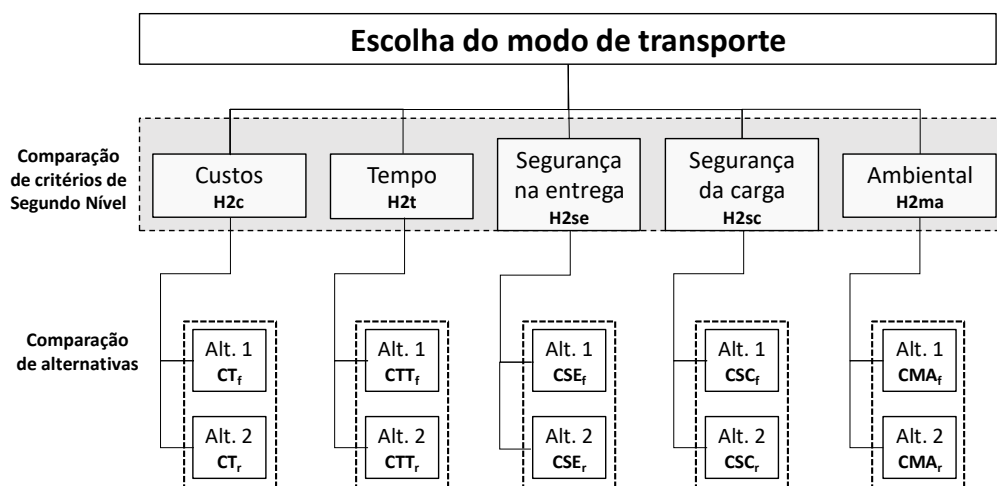 Escolha do modo de transporte
Comparação
de critérios de
Segundo Nível
Custos
H2c
Tempo
H2t
Segurança
na entrega
H2se
Segurança
da carga
H2sc
Ambiental
H2ma
Comparação
de alternativas
Alt. 1
CTf
Alt. 1
CTTf
Alt. 1
CSEf
Alt. 1
CSCf
Alt. 1
CMAf
Alt. 2
CTr
Alt. 2
CTTr
Alt. 2
CSEr
Alt. 2
CSCr
Alt. 2
CMAr